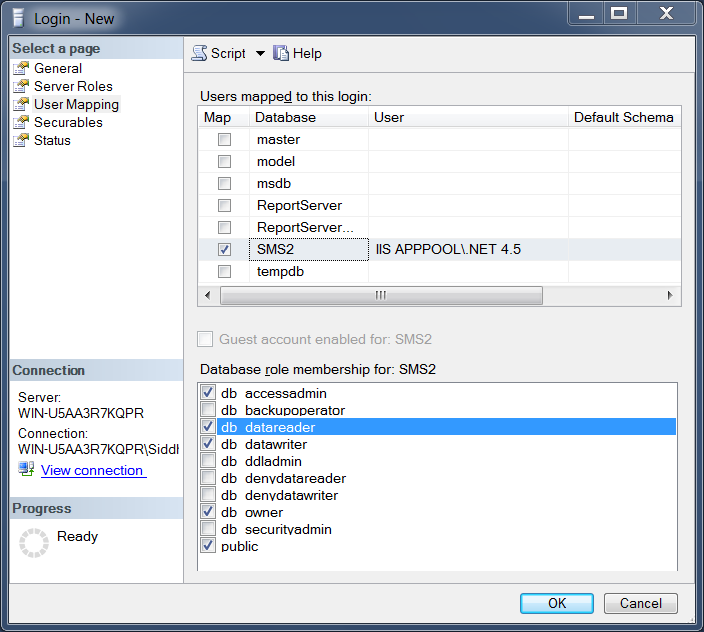 Login - New
Select a page
General
Server Roles
User Mapping
Securables
Status
Script
Help
Users mapped to this login:
Map Database User Default Schema
master
model
msdb
ReportServer
ReportServer...
SMS2 IIS APPPOOL\.NET 4.5
tempdb
Guest account enabled for: SMS2
Database role membership for: SMS2
db_accessadmin
db_backupoperator
db_datareader
db_datawriter
db_ddladmin
db_denydatareader
db_denydatawriter
db_owner
db_securityadmin
public
Connection
Server:
WIN-U5AA3R7KQPR
Connection:
WIN-U5AA3R7KQPR\Siddh
View connection
Progress
Ready
OK Cancel